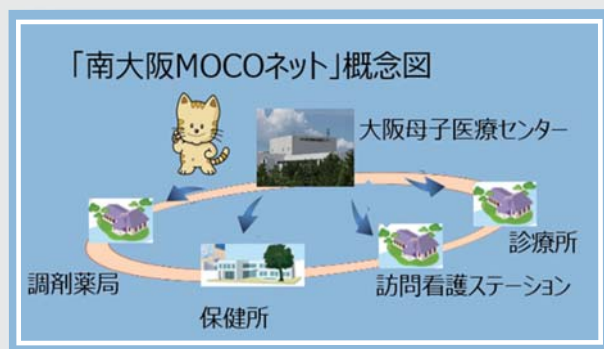 「南大阪MOCOネット」概念図
大阪母子医療センター
診療所
訪問看護ステーション
保健所
調剤薬局